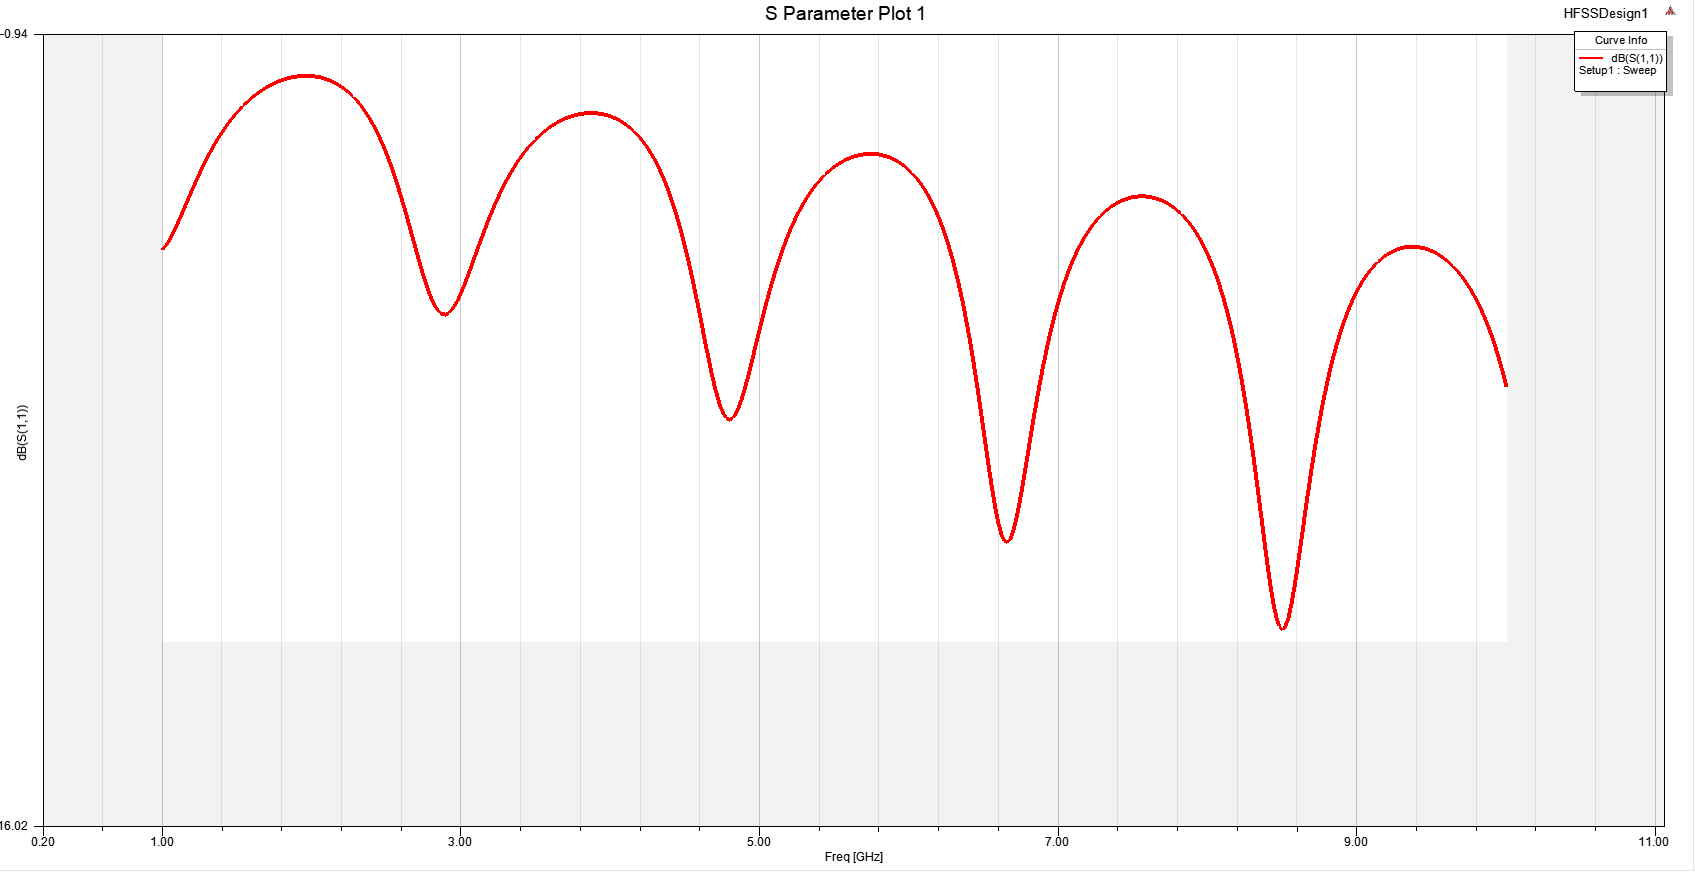 S Parameter Plot 1
HFSSDesign1
Curve Info
dB(S(1,1))
Setup1 : Sweep
-0.94
dB(S(1,1))
16.02
0.20 1.00 3.00 5.00 7.00 9.00 11.00
Freq [GHz]